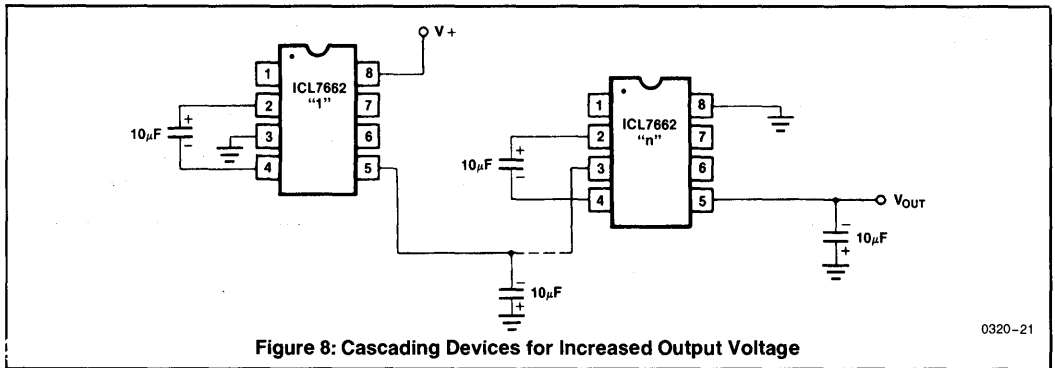 V +
1
2
3
4
ICL7662
“1”
8
7
6
5
10μF
+
−
1
2
3
4
ICL7662
“n”
8
7
6
5
10μF
+
−
−
10μF
+
VOUT
−
10μF
+
0320–21
Figure 8: Cascading Devices for Increased Output Voltage